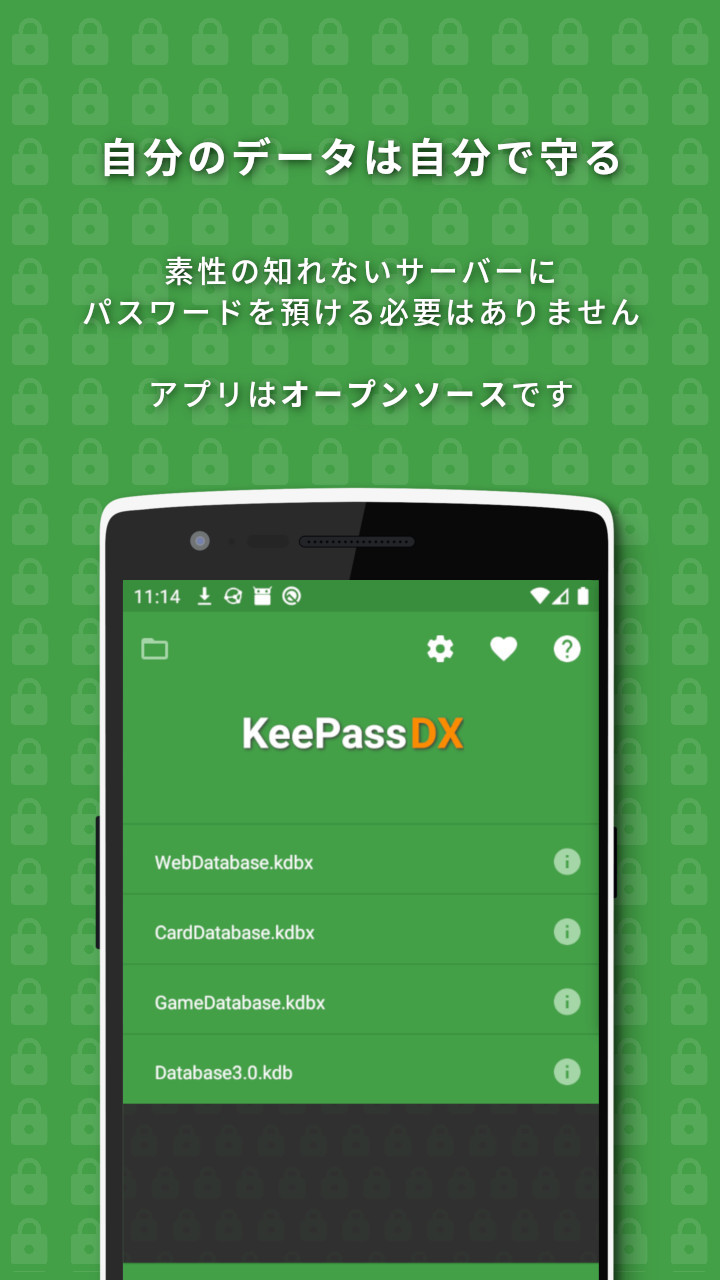 自分のデータは自分で守る
素性の知れないサーバーに
パスワードを預ける必要はありません
アプリはオープンソースです
11:14
KeePassDX
WebDatabase.kdbx
CardDatabase.kdbx
GameDatabase.kdbx
Database3.0.kdb